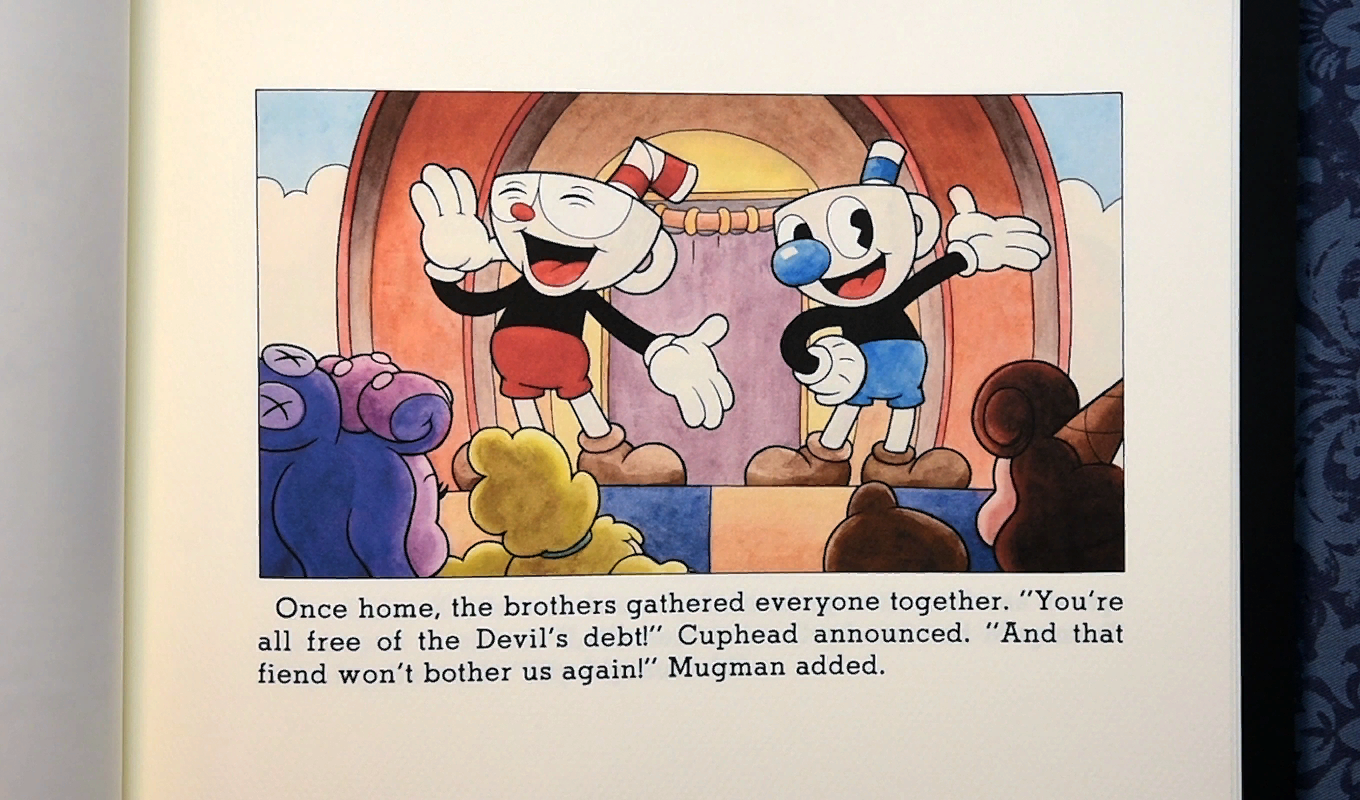 Once home, the brothers gathered everyone together. "You're
all free of the Devil's debt!" Cuphead announced. "And that
fiend won't bother us again!" Mugman added.